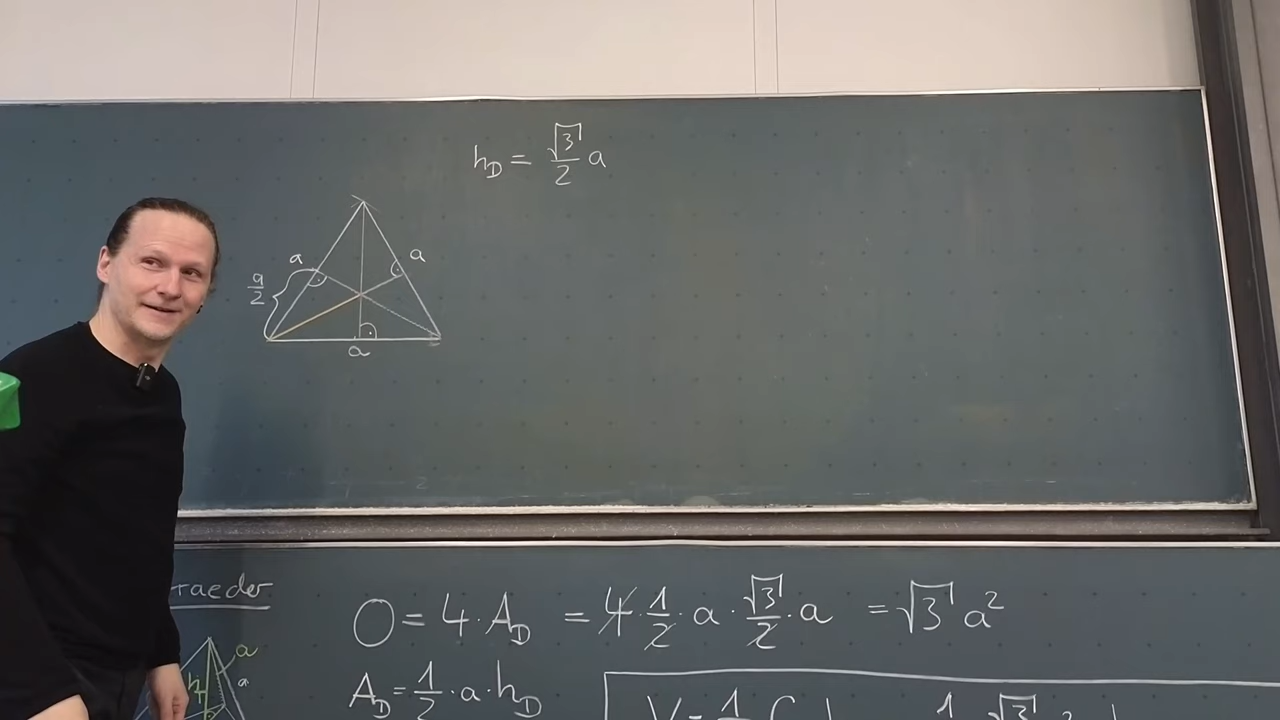 h_D = √3/2 a
a
a
a/2
a
raeder
O = 4 · A_D = 4 · 1/2 · a · √3/2 · a = √3 a²
a
a
A_D = 1/2 · a · h_D